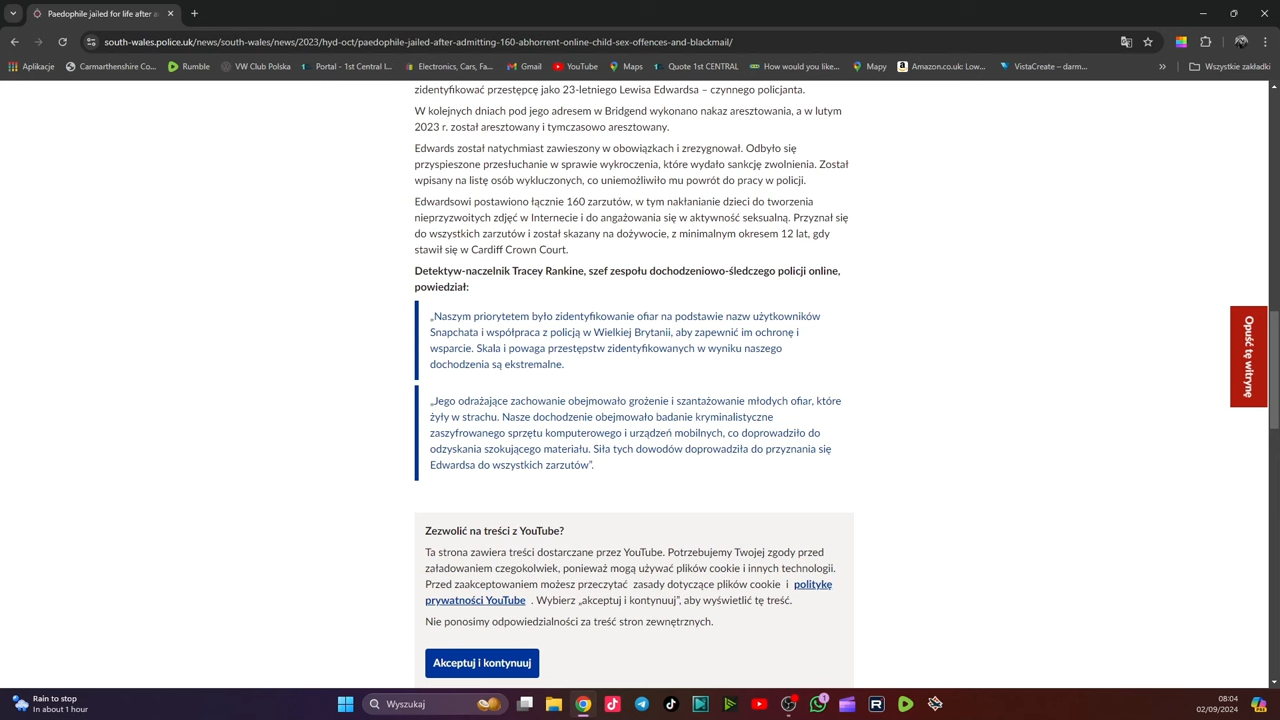 Paedophile jailed for life after a
south-wales.police.uk/news/south-wales/news/2023/hyd-oct/paedophile-jailed-after-admitting-160-abhorrent-online-child-sex-offences-and-blackmail/
Aplikacje
Carmarthenshire Co...
Rumble
VW Club Polska
Portal - 1st Central I...
Electronics, Cars, Fa...
Gmail
YouTube
Maps
Quote 1st CENTRAL
How would you like...
Mapy
Amazon.co.uk: Low...
VistaCreate – darm...
Wszystkie zakładki
zidentyfikować przestępcę jako 23-letniego Lewisa Edwardsa – czynnego policjanta.
W kolejnych dniach pod jego adresem w Bridgend wykonano nakaz aresztowania, a w lutym
2023 r. został aresztowany i tymczasowo aresztowany.
Edwards został natychmiast zawieszony w obowiązkach i zrezygnował. Odbyło się
przyspieszone przesłuchanie w sprawie wykroczenia, które wydało sankcję zwolnienia. Został
wpisany na listę osób wykluczonych, co uniemożliwiło mu powrót do pracy w policji.
Edwardsowi postawiono łącznie 160 zarzutów, w tym nakłanianie dzieci do tworzenia
nieprzyzwoitych zdjęć w Internecie i do angażowania się w aktywność seksualną. Przyznał się
do wszystkich zarzutów i został skazany na dożywocie, z minimalnym okresem 12 lat, gdy
stawił się w Cardiff Crown Court.
Detektyw-naczelnik Tracey Rankine, szef zespołu dochodzeniowo-śledczego policji online,
powiedział:
„Naszym priorytetem było zidentyfikowanie ofiar na podstawie nazw użytkowników
Snapchata i współpraca z policją w Wielkiej Brytanii, aby zapewnić im ochronę i
wsparcie. Skala i powaga przestępstw zidentyfikowanych w wyniku naszego
dochodzenia są ekstremalne.
„Jego odrażające zachowanie obejmowało grożenie i szantażowanie młodych ofiar, które
żyły w strachu. Nasze dochodzenie obejmowało badanie kryminalistyczne
zaszyfrowanego sprzętu komputerowego i urządzeń mobilnych, co doprowadziło do
odzyskania szokującego materiału. Siła tych dowodów doprowadziła do przyznania się
Edwardsa do wszystkich zarzutów”.
Opuść tę witrynę
Zezwolić na treści z YouTube?
Ta strona zawiera treści dostarczane przez YouTube. Potrzebujemy Twojej zgody przed
załadowaniem czegokolwiek, ponieważ mogą używać plików cookie i innych technologii.
Przed zaakceptowaniem możesz przeczytać zasady dotyczące plików cookie i politykę
prywatności YouTube . Wybierz „akceptuj i kontynuuj”, aby wyświetlić tę treść.
Nie ponosimy odpowiedzialności za treść stron zewnętrznych.
Akceptuj i kontynuuj
Rain to stop
In about 1 hour
Wyszukaj
1
08:04
02/09/2024